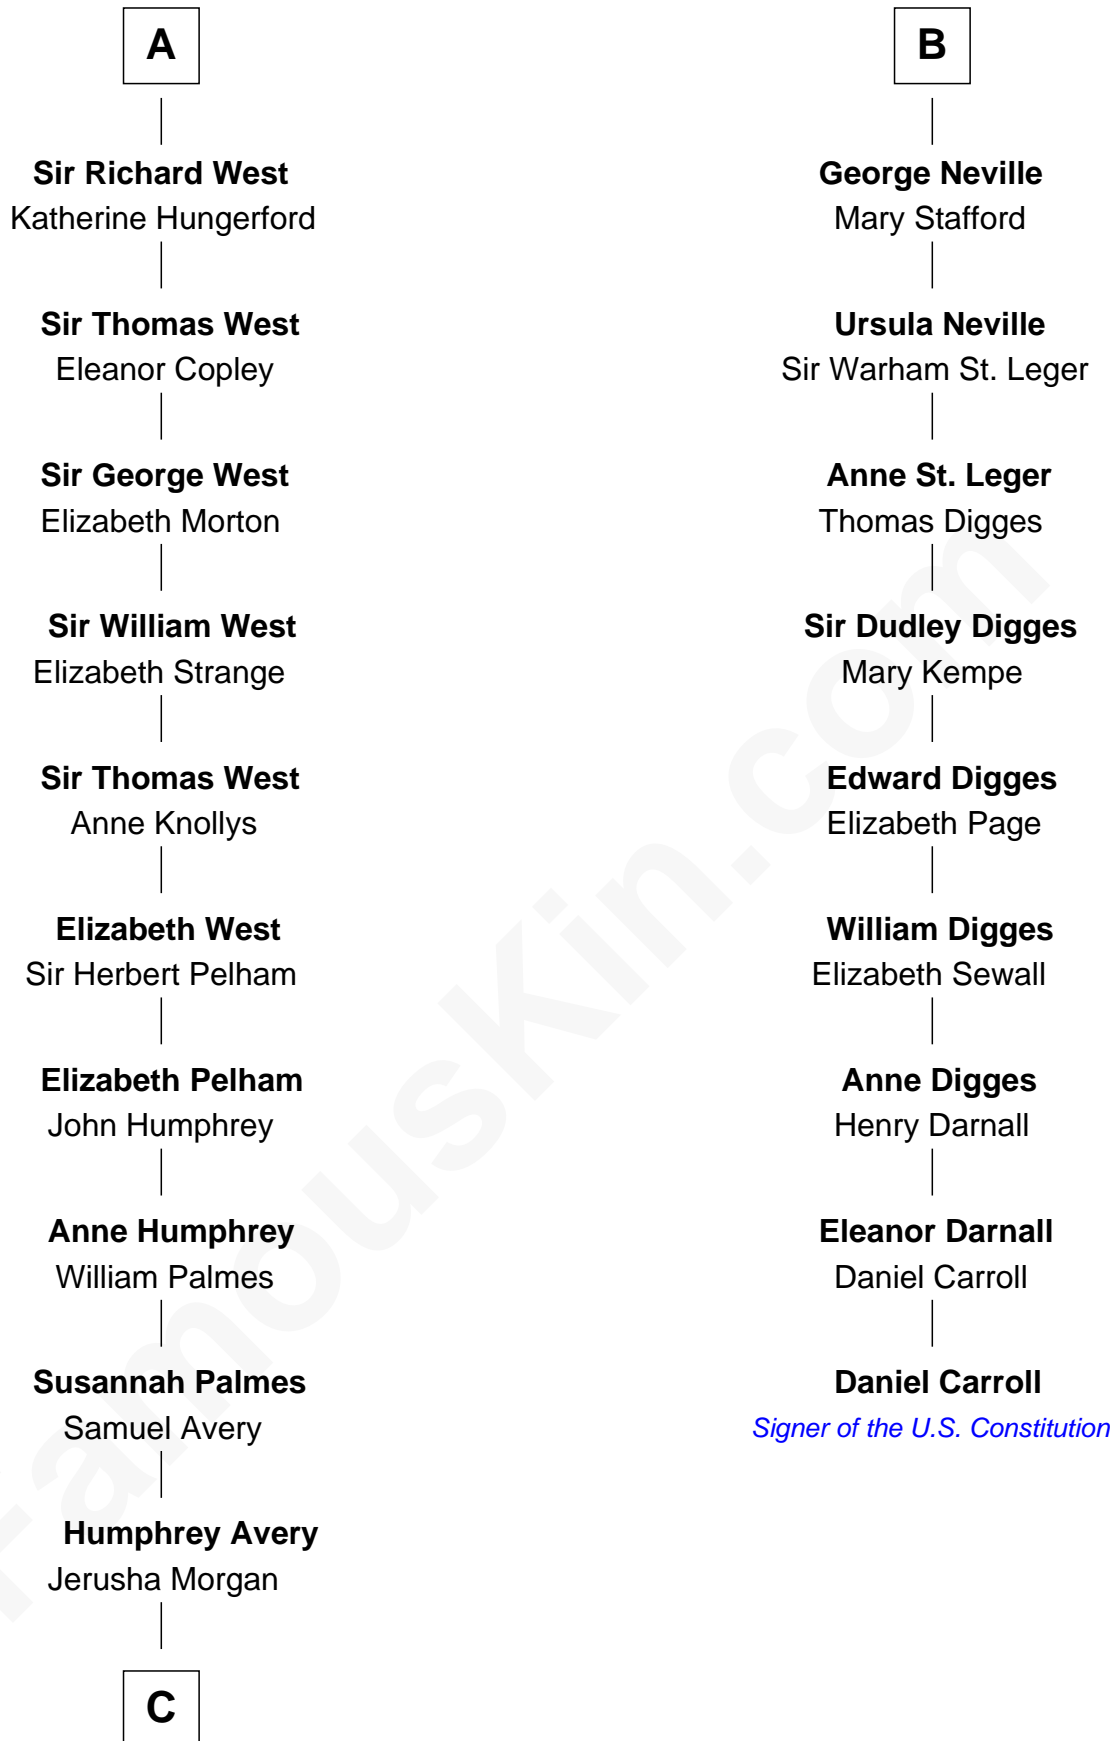 A
Sir Richard West
Katherine Hungerford
Sir Thomas West
Eleanor Copley
Sir George West
Elizabeth Morton
Sir William West
Elizabeth Strange
Sir Thomas West
Anne Knollys
Elizabeth West
Sir Herbert Pelham
Elizabeth Pelham
John Humphrey
Anne Humphrey
William Palmes
Susannah Palmes
Samuel Avery
Humphrey Avery
Jerusha Morgan
C
B
George Neville
Mary Stafford
Ursula Neville
Sir Warham St. Leger
Anne St. Leger
Thomas Digges
Sir Dudley Digges
Mary Kempe
Edward Digges
Elizabeth Page
William Digges
Elizabeth Sewall
Anne Digges
Henry Darnall
Eleanor Darnall
Daniel Carroll
Daniel Carroll
Signer of the U.S. Constitution
FamousKin.com